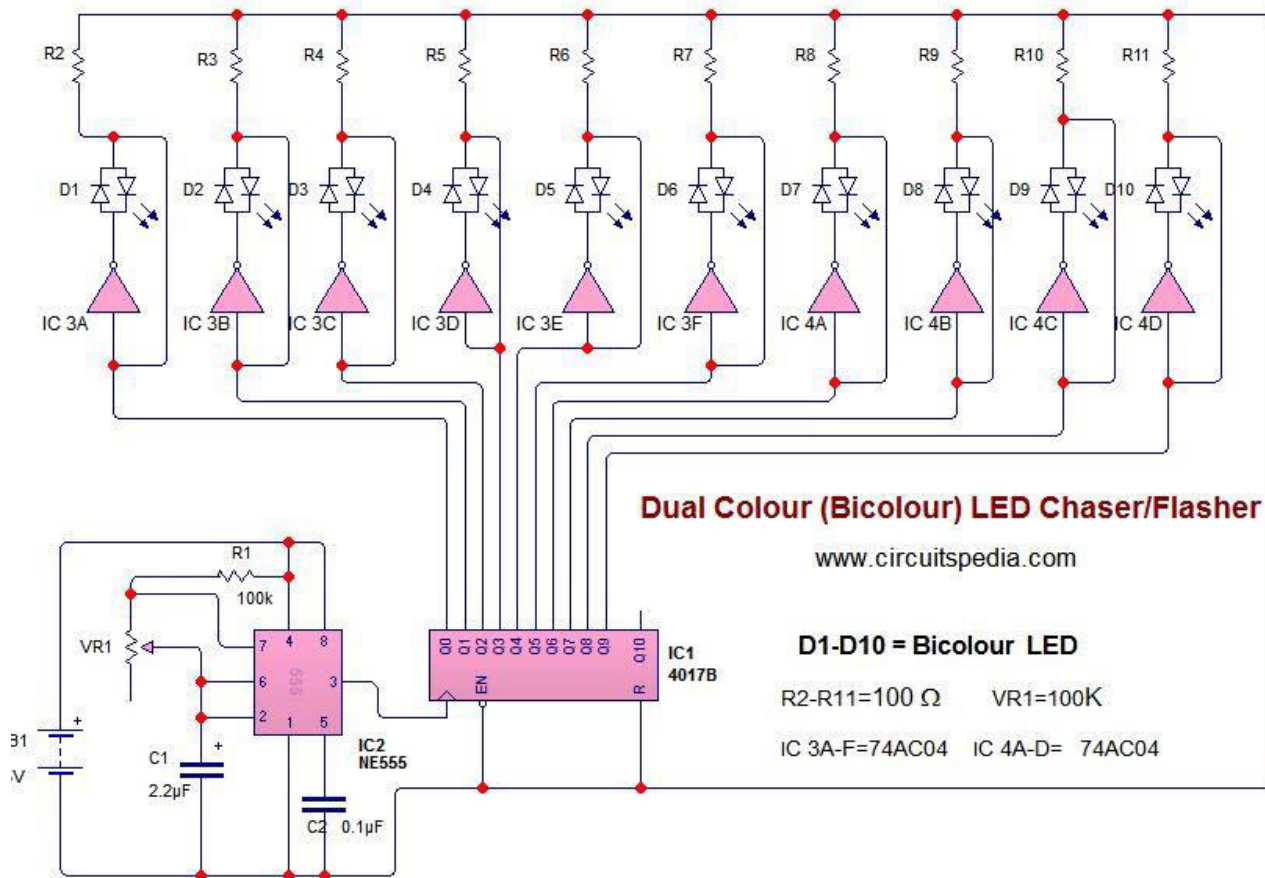 R2
R3
R4
R5
R6
R7
R8
R9
R10
R11
D1
D2
D3
D4
D5
D6
D7
D8
D9
D10
IC 3A
IC 3B
IC 3C
IC 3D
IC 3E
IC 3F
IC 4A
IC 4B
IC 4C
IC 4D
Dual Colour (Bicolour) LED Chaser/Flasher
www.circuitspedia.com
D1-D10 = Bicolour LED
R2-R11=100 Ω VR1=100K
IC 3A-F=74AC04 IC 4A-D= 74AC04
R1
100k
VR1
7
4
8
6
555
3
2
1
5
IC2
NE555
Q0
Q1
Q2
Q3
Q4
Q5
Q6
Q7
Q8
Q9
Q10
EN
R
IC1
4017B
+
B1
V
+
C1
2.2µF
C2
0.1µF